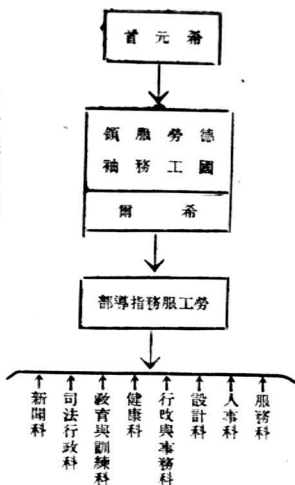 希元首
德國勞工服務領袖
希爾
勞工服務指導部
服務科
人事科
設計科
行政與事務科
健康科
教育與訓練科
司法行政科
新聞科